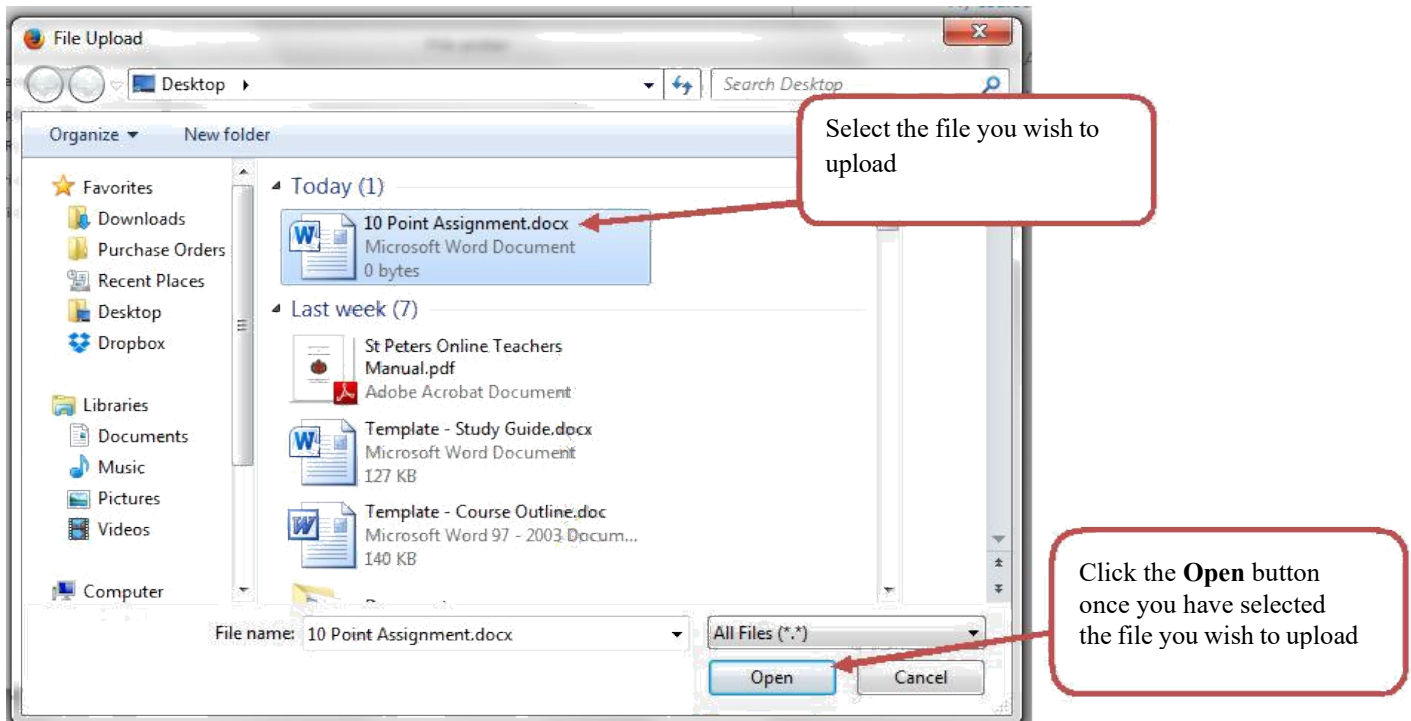 File Upload
Desktop
Search Desktop
Organize
New folder
Select the file you wish to
upload
Favorites
Downloads
Purchase Orders
Recent Places
Desktop
Dropbox
Libraries
Documents
Music
Pictures
Videos
Computer
Today (1)
10 Point Assignment.docx
Microsoft Word Document
0 bytes
Last week (7)
St Peters Online Teachers
Manual.pdf
Adobe Acrobat Document
Template - Study Guide.docx
Microsoft Word Document
127 KB
Template - Course Outline.doc
Microsoft Word 97 - 2003 Docum...
140 KB
File name: 10 Point Assignment.docx
All Files (*.*)
Open
Cancel
Click the Open button
once you have selected
the file you wish to upload